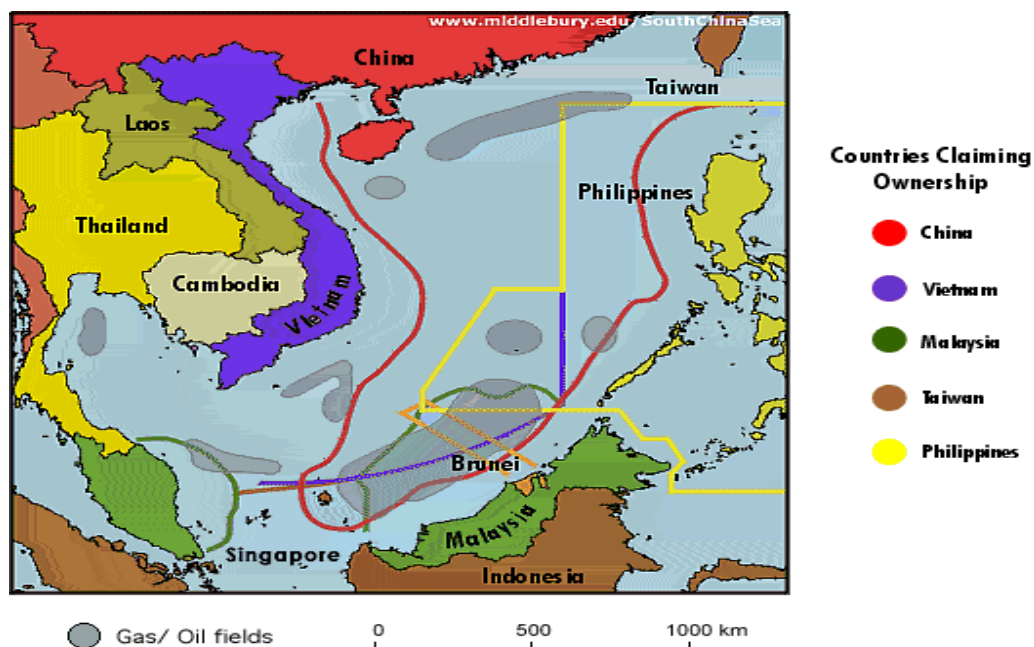 www.middlebury.edu/SouthChinaSea
China
Taiwan
Laos
Philippines
Thailand
Cambodia
Vietnam
Brunei
Malaysia
Singapore
Indonesia
Countries Claiming
Ownership
China
Vietnam
Malaysia
Taiwan
Philippines
Gas/ Oil fields
0 500 1000 km